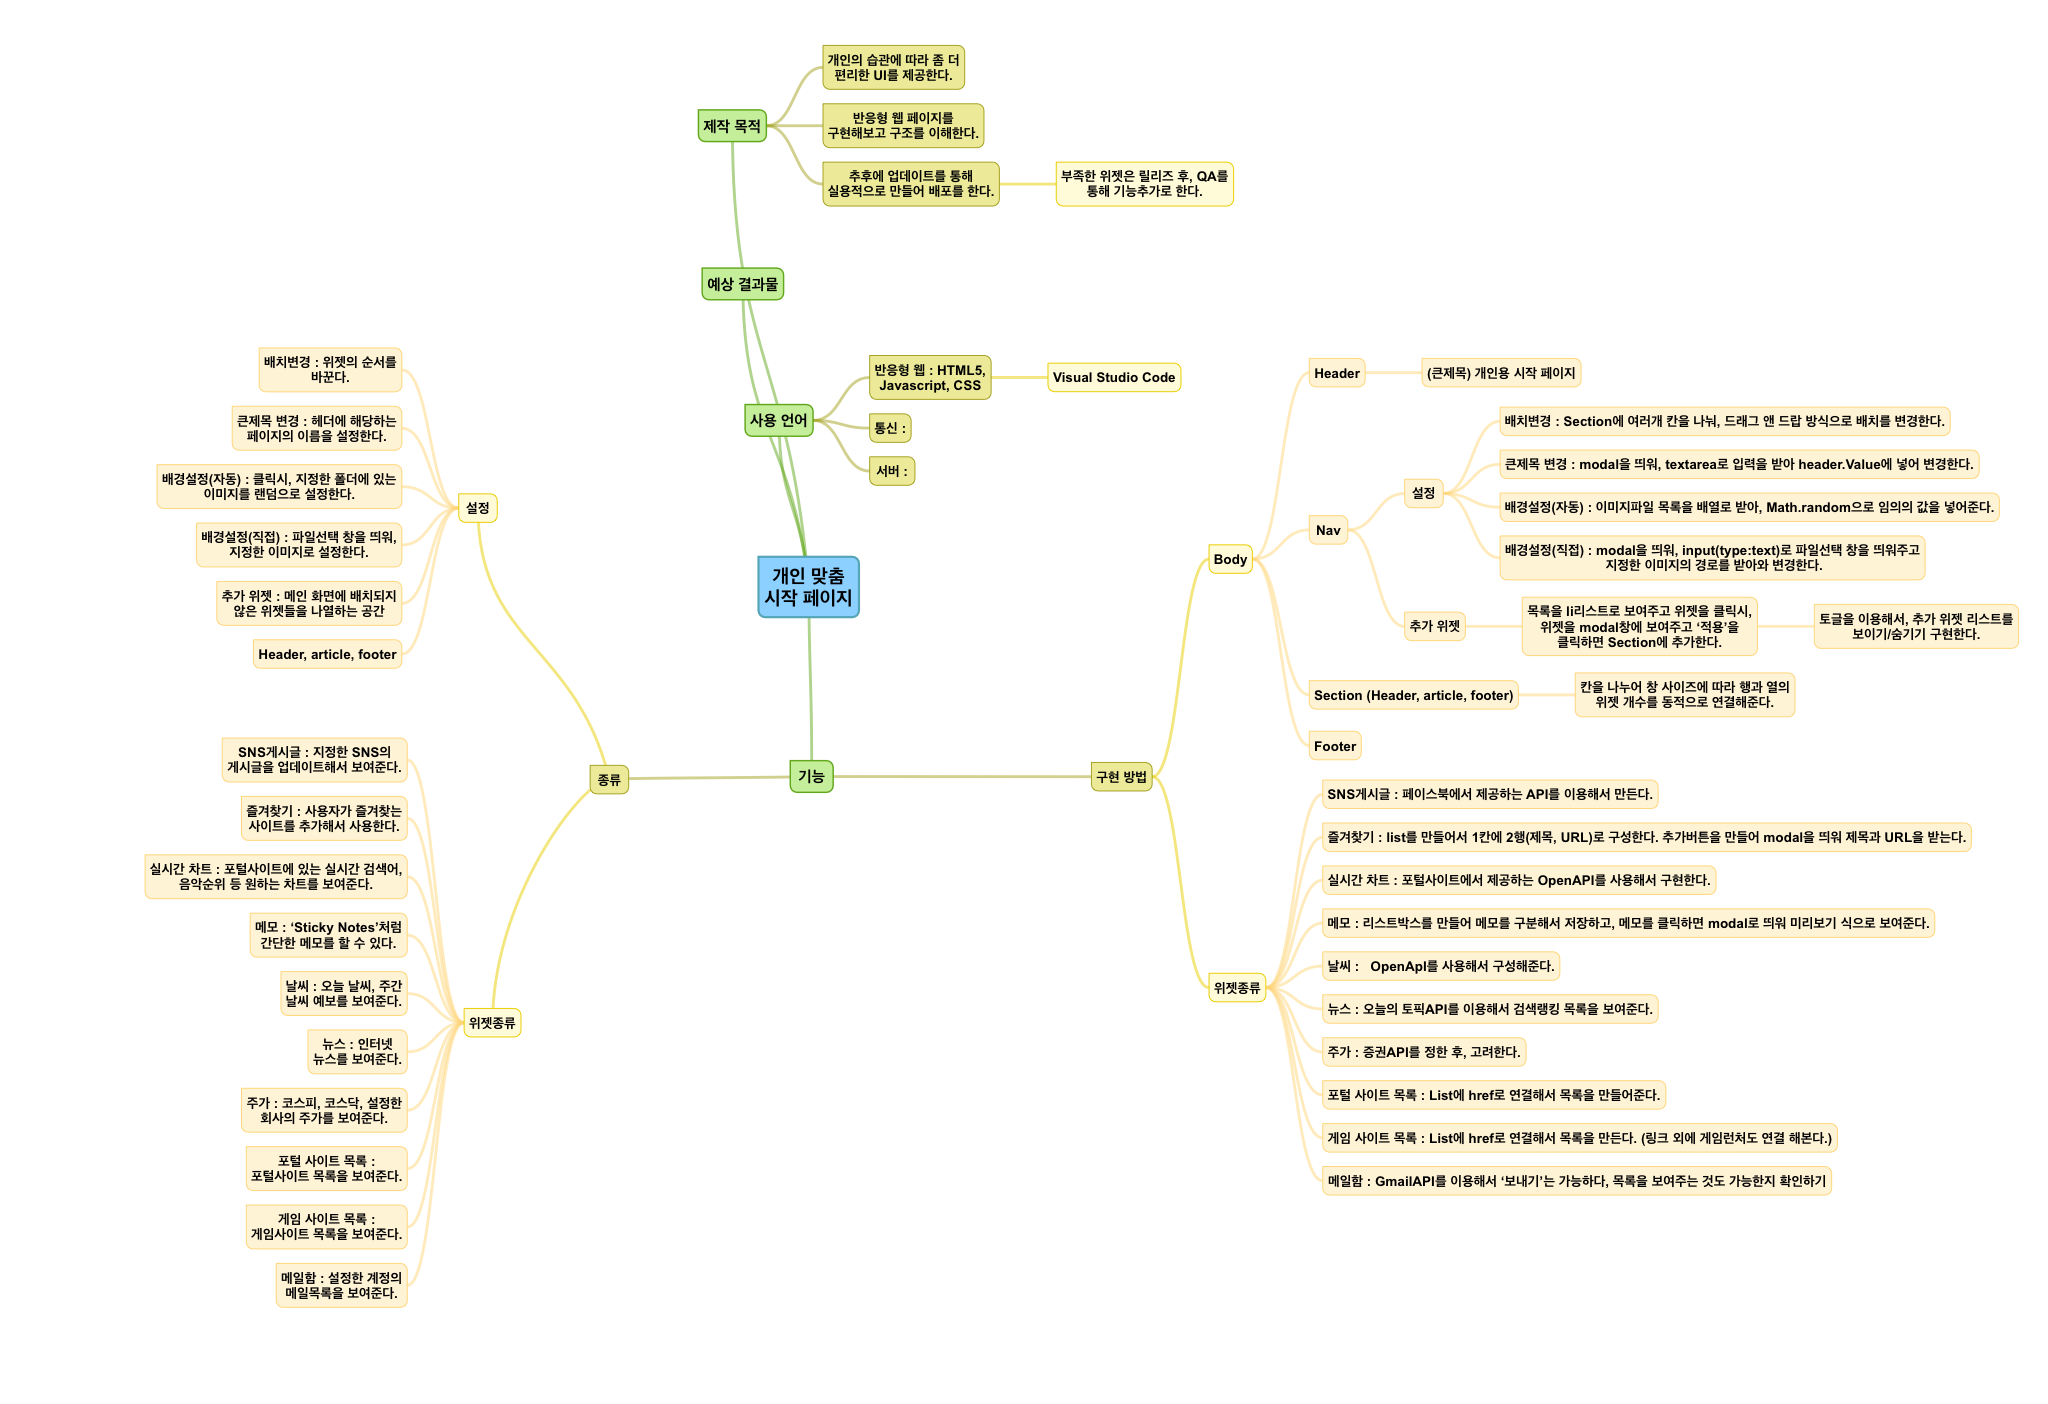 개인의 습관에 따라 좀 더
편리한 UI를 제공한다.
제작 목적
반응형 웹 페이지를
구현해보고 구조를 이해한다.
추후에 업데이트를 통해
실용적으로 만들어 배포를 한다.
부족한 위젯은 릴리즈 후, QA를
통해 기능추가로 한다.
예상 결과물
사용 언어
반응형 웹 : HTML5,
Javascript, CSS
Visual Studio Code
통신 :
서버 :
개인 맞춤
시작 페이지
기능
종류
설정
배치변경 : 위젯의 순서를
바꾼다.
큰제목 변경 : 헤더에 해당하는
페이지의 이름을 설정한다.
배경설정(자동) : 클릭시, 지정한 폴더에 있는
이미지를 랜덤으로 설정한다.
배경설정(직접) : 파일선택 창을 띄워,
지정한 이미지로 설정한다.
추가 위젯 : 메인 화면에 배치되지
않은 위젯들을 나열하는 공간
Header, article, footer
위젯종류
SNS게시글 : 지정한 SNS의
게시글을 업데이트해서 보여준다.
즐겨찾기 : 사용자가 즐겨찾는
사이트를 추가해서 사용한다.
실시간 차트 : 포털사이트에 있는 실시간 검색어,
음악순위 등 원하는 차트를 보여준다.
메모 : ‘Sticky Notes’처럼
간단한 메모를 할 수 있다.
날씨 : 오늘 날씨, 주간
날씨 예보를 보여준다.
뉴스 : 인터넷
뉴스를 보여준다.
주가 : 코스피, 코스닥, 설정한
회사의 주가를 보여준다.
포털 사이트 목록 :
포털사이트 목록을 보여준다.
게임 사이트 목록 :
게임사이트 목록을 보여준다.
메일함 : 설정한 계정의
메일목록을 보여준다.
구현 방법
Body
Header
(큰제목) 개인용 시작 페이지
Nav
설정
배치변경 : Section에 여러개 칸을 나눠, 드래그 앤 드랍 방식으로 배치를 변경한다.
큰제목 변경 : modal을 띄워, textarea로 입력을 받아 header.Value에 넣어 변경한다.
배경설정(자동) : 이미지파일 목록을 배열로 받아, Math.random으로 임의의 값을 넣어준다.
배경설정(직접) : modal을 띄워, input(type:text)로 파일선택 창을 띄워주고
지정한 이미지의 경로를 받아와 변경한다.
추가 위젯
목록을 li리스트로 보여주고 위젯을 클릭시,
위젯을 modal창에 보여주고 ‘적용’을
클릭하면 Section에 추가한다.
토글을 이용해서, 추가 위젯 리스트를
보이기/숨기기 구현한다.
Section (Header, article, footer)
칸을 나누어 창 사이즈에 따라 행과 열의
위젯 개수를 동적으로 연결해준다.
Footer
위젯종류
SNS게시글 : 페이스북에서 제공하는 API를 이용해서 만든다.
즐겨찾기 : list를 만들어서 1칸에 2행(제목, URL)로 구성한다. 추가버튼을 만들어 modal을 띄워 제목과 URL을 받는다.
실시간 차트 : 포털사이트에서 제공하는 OpenAPI를 사용해서 구현한다.
메모 : 리스트박스를 만들어 메모를 구분해서 저장하고, 메모를 클릭하면 modal로 띄워 미리보기 식으로 보여준다.
날씨 : OpenApI를 사용해서 구성해준다.
뉴스 : 오늘의 토픽API를 이용해서 검색랭킹 목록을 보여준다.
주가 : 증권API를 정한 후, 고려한다.
포털 사이트 목록 : List에 href로 연결해서 목록을 만들어준다.
게임 사이트 목록 : List에 href로 연결해서 목록을 만든다. (링크 외에 게임런처도 연결 해본다.)
메일함 : GmailAPI를 이용해서 ‘보내기’는 가능하다, 목록을 보여주는 것도 가능한지 확인하기